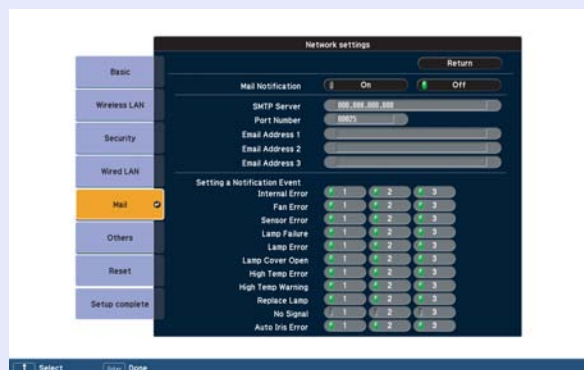 Network settings
Return
Basic
Wireless LAN
Security
Wired LAN
Mail
Others
Reset
Setup complete
Mail Notification On Off
SMTP Server 000.000.000.000
Port Number 00025
Email Address 1
Email Address 2
Email Address 3
Setting a Notification Event
Internal Error 1 2 3
Fan Error 1 2 3
Sensor Error 1 2 3
Lamp Failure 1 2 3
Lamp Error 1 2 3
Lamp Cover Open 1 2 3
High Temp Error 1 2 3
High Temp Warning 1 2 3
Replace Lamp 1 2 3
No Signal 1 2 3
Auto Iris Error 1 2 3
Select Enter Done